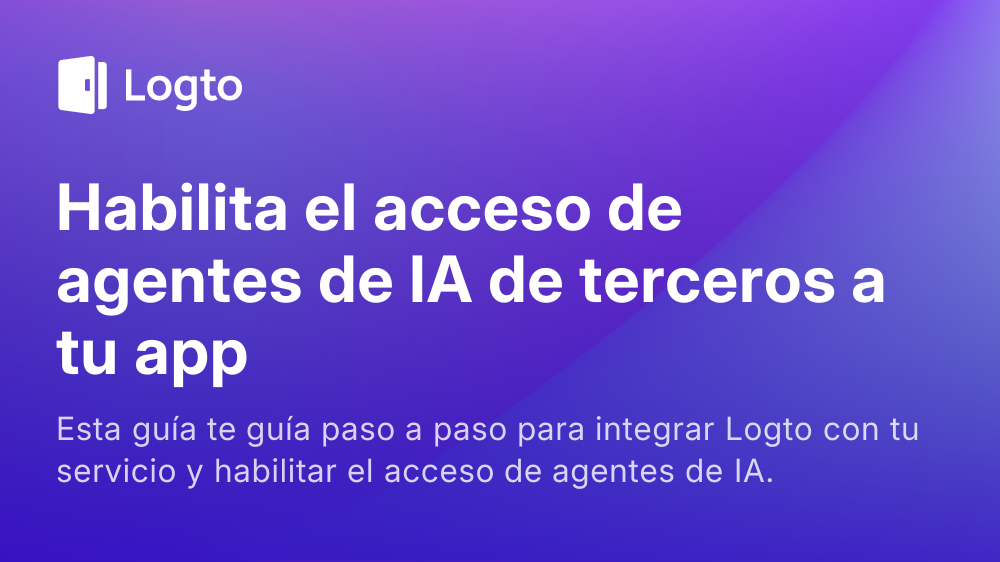 Logto
Habilita el acceso de
agentes de IA de terceros a
tu app
Esta guía te guía paso a paso para integrar Logto con tu
servicio y habilitar el acceso de agentes de IA.